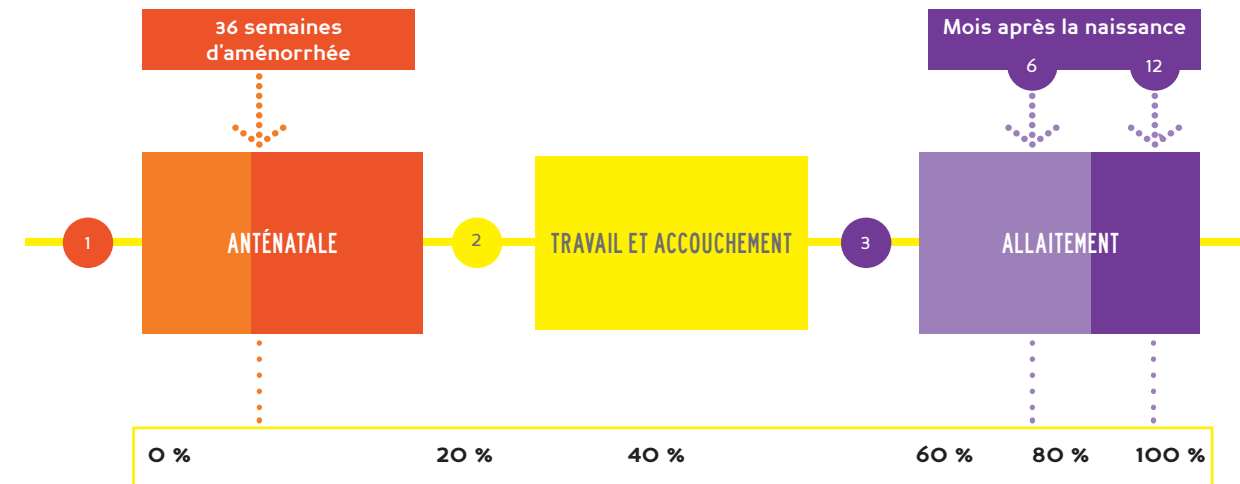 36 semaines
d'aménorrhée
Mois après la naissance
6 12
1 ANTÉNATALE 2 TRAVAIL ET ACCOUCHEMENT 3 ALLAITEMENT
0 % 20 % 40 % 60 % 80 % 100 %